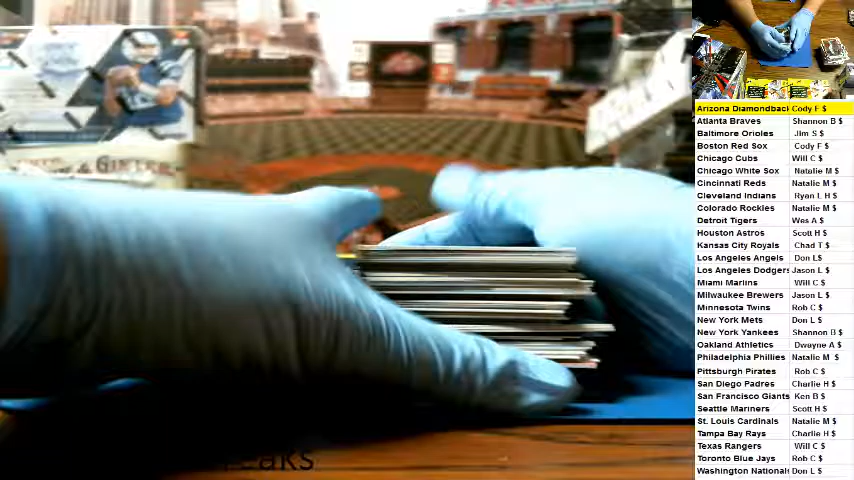 Arizona Diamondback Cody F $
Atlanta Braves Shannon B $
Baltimore Orioles Jim S $
Boston Red Sox Cody F $
Chicago Cubs Will C $
Chicago White Sox Natalie M $
Cincinnati Reds Natalie M $
Cleveland Indians Ryan L H $
Colorado Rockies Natalie M $
Detroit Tigers Wes A $
Houston Astros Scott H $
Kansas City Royals Chad T $
Los Angeles Angels Don L$
Los Angeles Dodgers Jason L $
Miami Marlins Will C $
Milwaukee Brewers Jason L $
Minnesota Twins Rob C $
New York Mets Don L $
New York Yankees Shannon B $
Oakland Athletics Dwayne A $
Philadelphia Phillies Natalie M $
Pittsburgh Pirates Rob C $
San Diego Padres Charlie H $
San Francisco Giants Ken B $
Seattle Mariners Scott H $
St. Louis Cardinals Natalie M $
Tampa Bay Rays Charlie H $
Texas Rangers Will C $
Toronto Blue Jays Rob C $
Washington Nationals Don L $